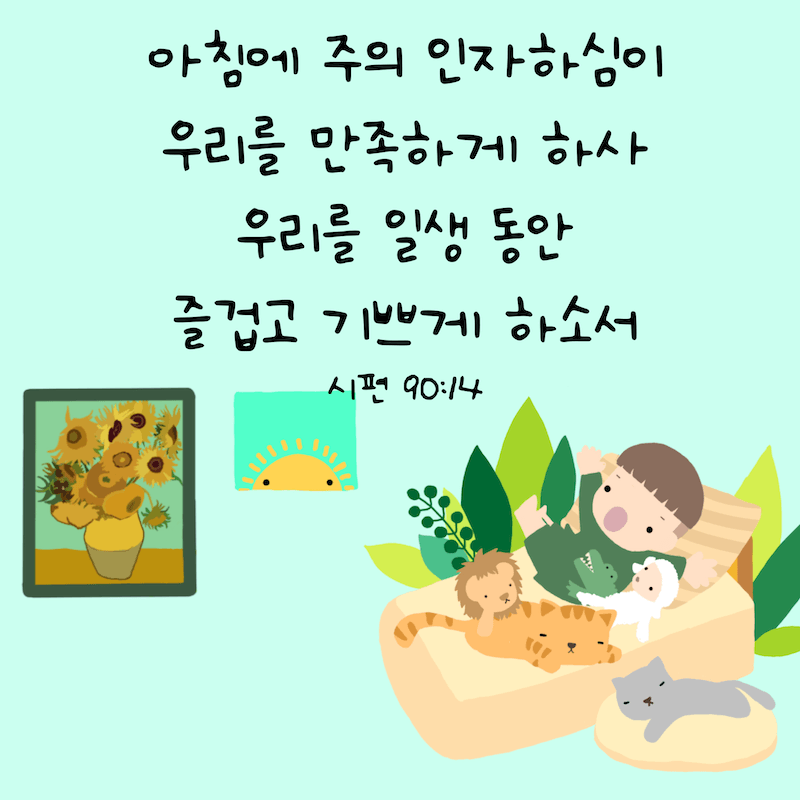 아침에 주의 인자하심이
우리를 만족하게 하사
우리를 일생 동안
즐겁고 기쁘게 하소서
시편 90:14